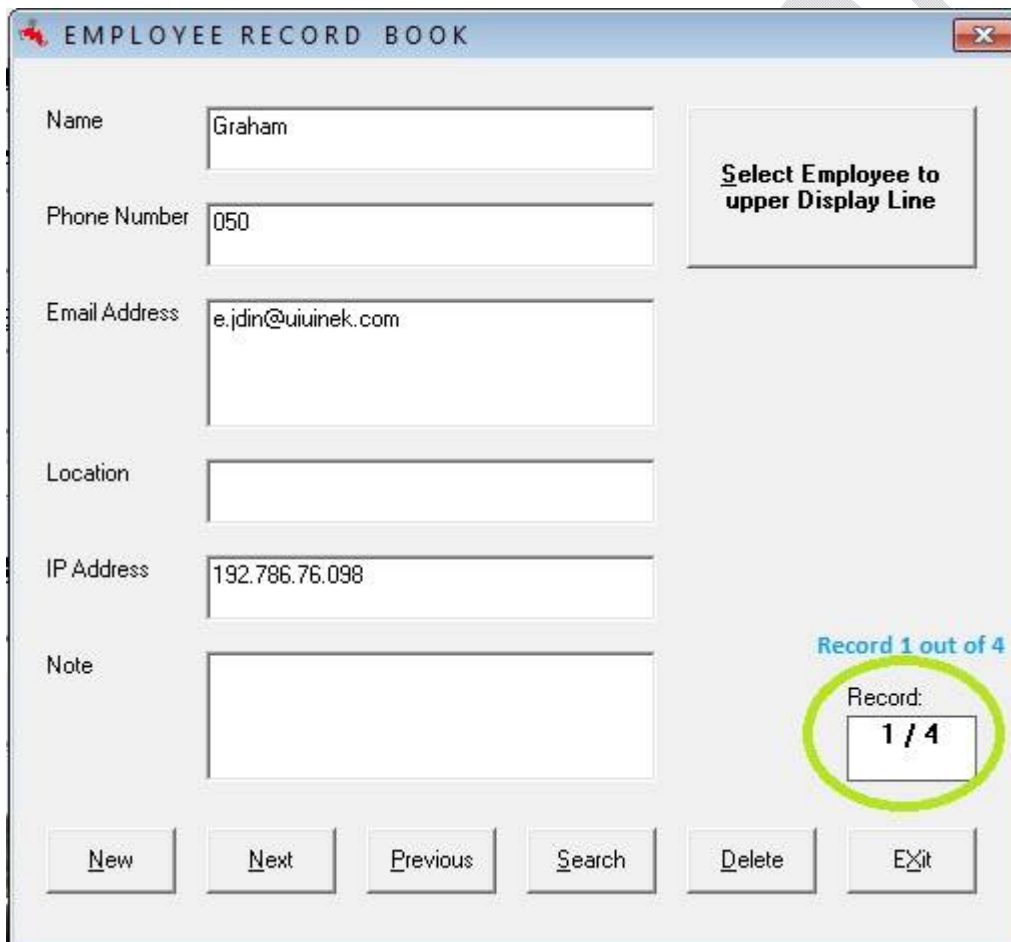 EMPLOYEE RECORD BOOK
Name
Graham
Select Employee to
upper Display Line
Phone Number
050
Email Address
e.jdin@uiuinek.com
Location
IP Address
192.786.76.098
Note
Record 1 out of 4
Record:
1 / 4
New
Next
Previous
Search
Delete
EXit